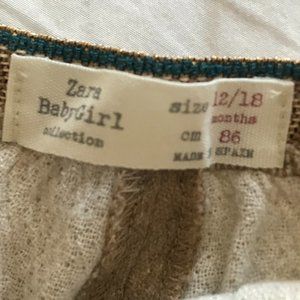 Zara
BabyGirl
collection
size 12/18
months
cm 86
MADE IN SPAIN